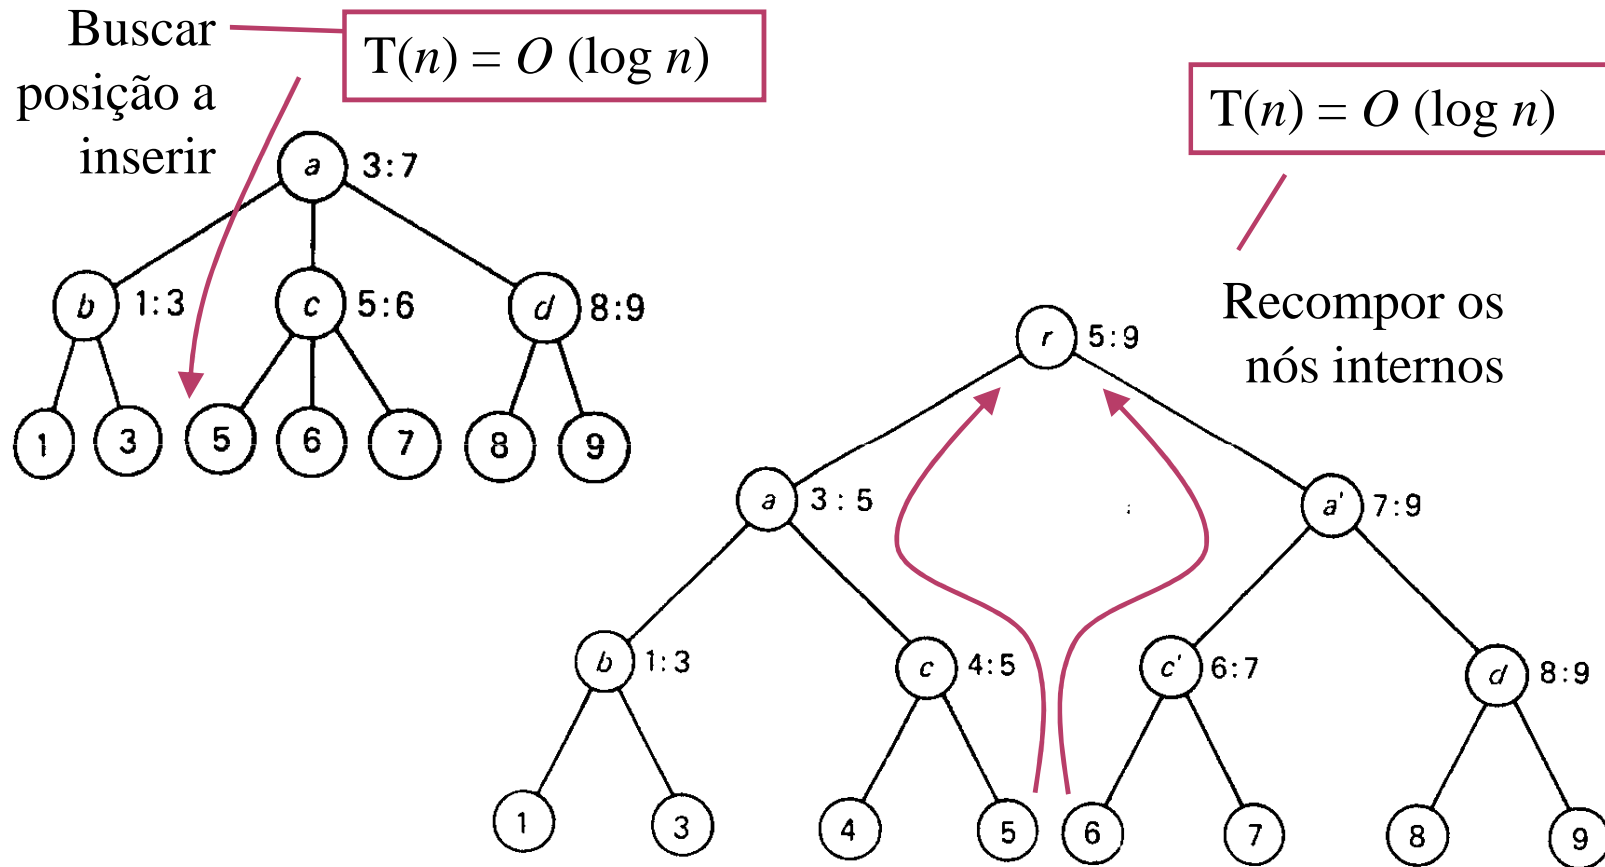 Buscar
posição a
inserir
T(n) = O (log n)
T(n) = O (log n)
a 3:7
b 1:3
c 5:6
d 8:9
1 3 5 6 7 8 9
Recompor os
nós internos
r 5:9
a 3:5
a' 7:9
b 1:3
c 4:5
c' 6:7
d 8:9
1 3 4 5 6 7 8 9